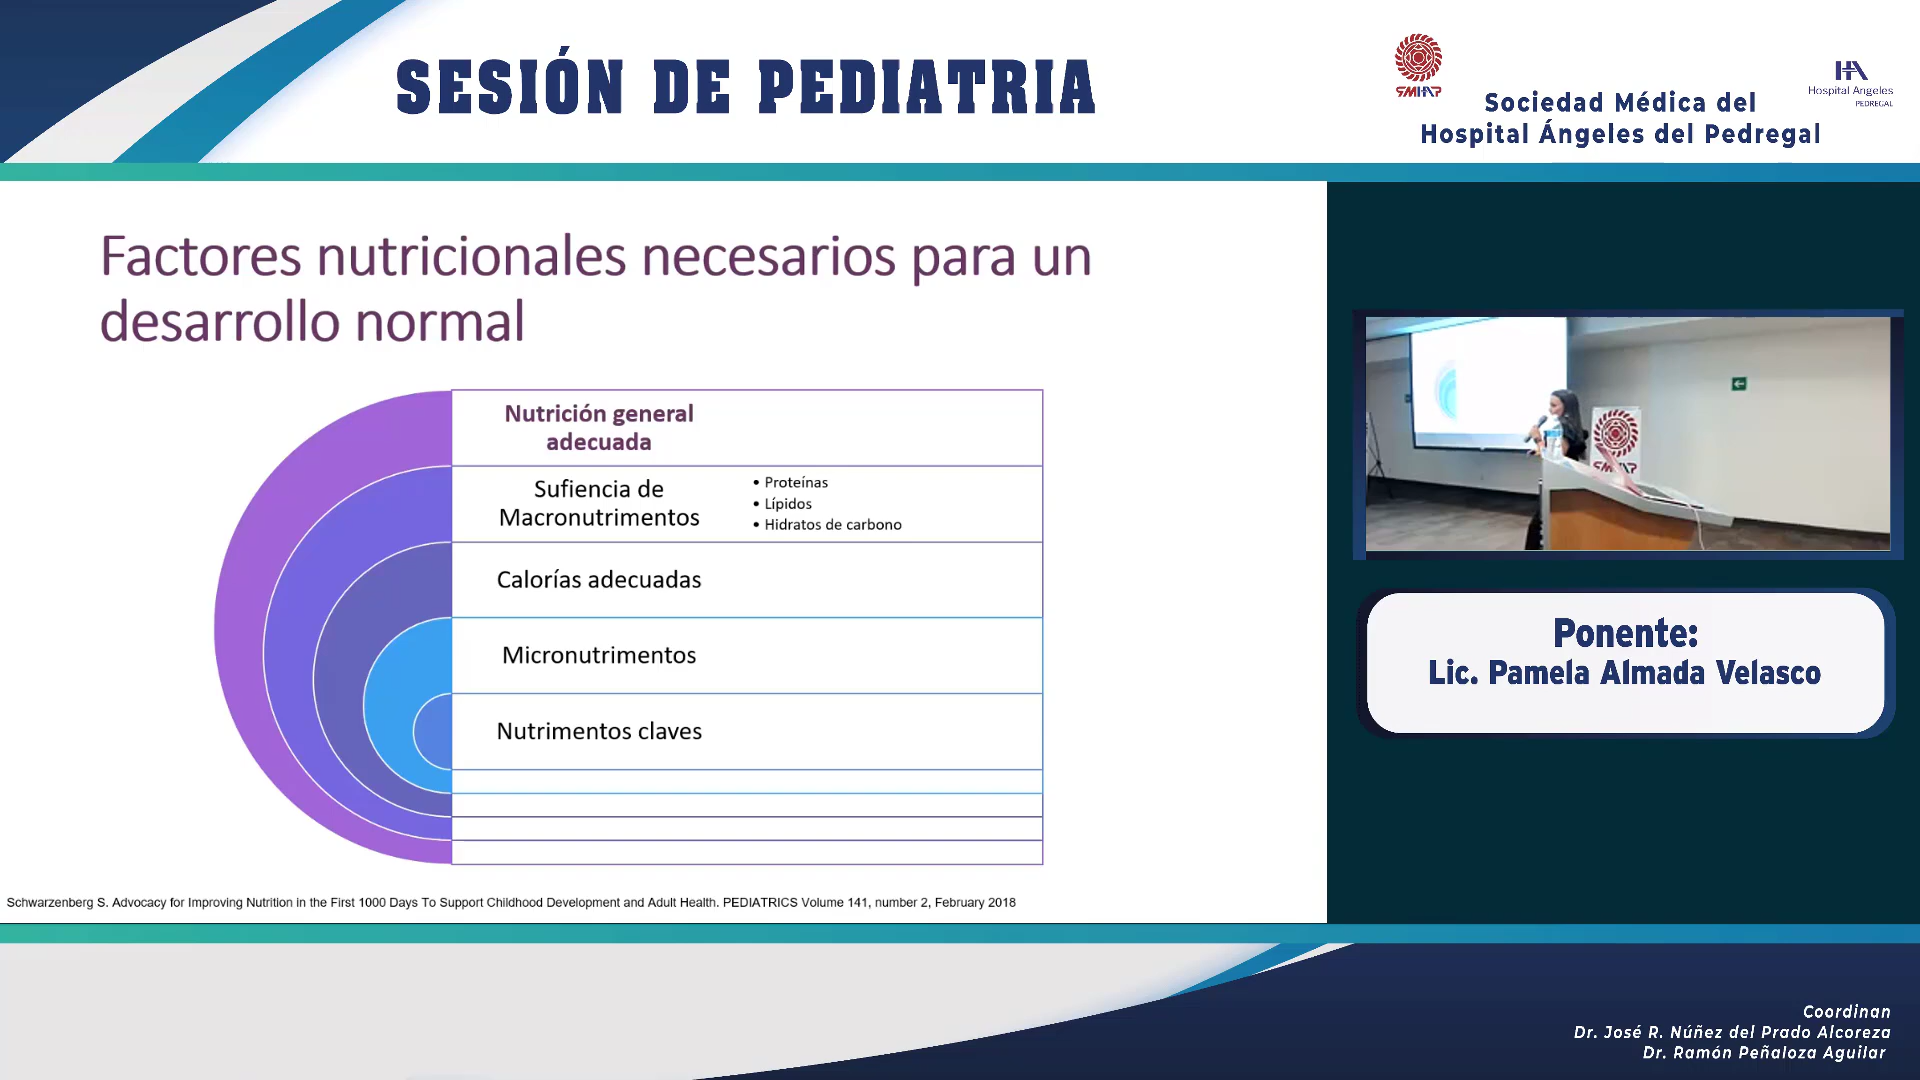 SESIÓN DE PEDIATRIA
SMHAP
Sociedad Médica del
Hospital Ángeles del Pedregal
HA
Hospital Angeles
PEDREGAL
Factores nutricionales necesarios para un
desarrollo normal
Nutrición general
adecuada
Sufiencia de
Macronutrimentos
• Proteínas
• Lípidos
• Hidratos de carbono
Calorías adecuadas
Micronutrimentos
Nutrimentos claves
Schwarzenberg S. Advocacy for Improving Nutrition in the First 1000 Days To Support Childhood Development and Adult Health. PEDIATRICS Volume 141, number 2, February 2018
SMHAP
Ponente:
Lic. Pamela Almada Velasco
Coordinan
Dr. José R. Núñez del Prado Alcoreza
Dr. Ramón Peñaloza Aguilar